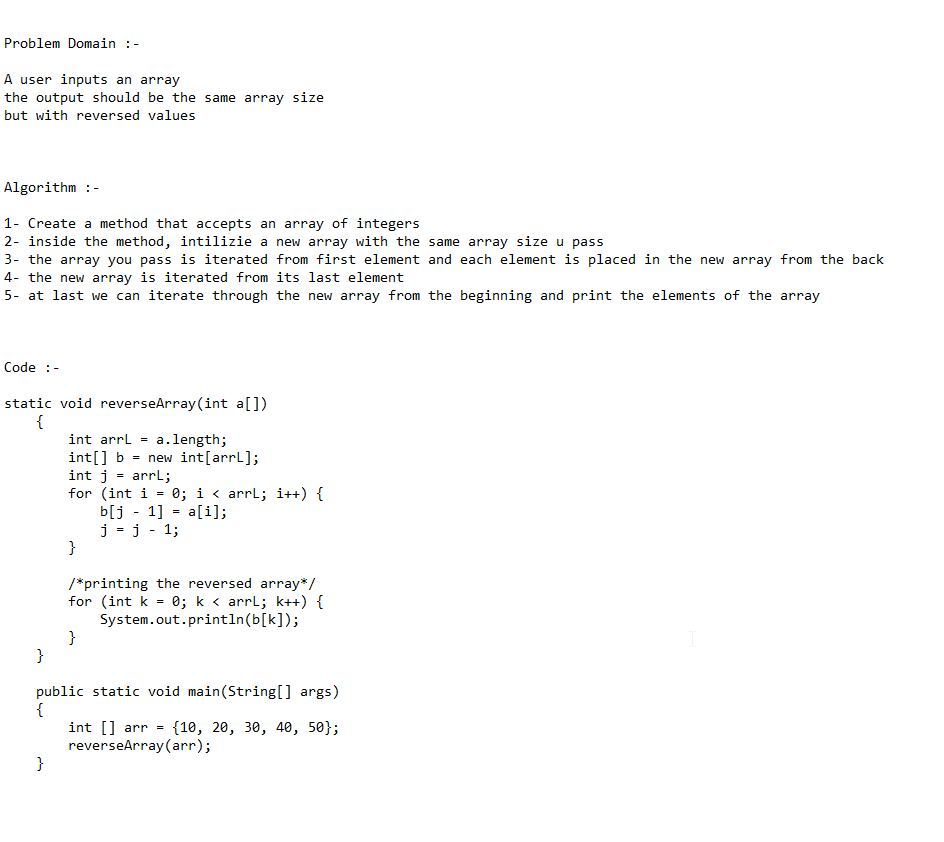 Problem Domain :-
A user inputs an array
the output should be the same array size
but with reversed values
Algorithm :-
1- Create a method that accepts an array of integers
2- inside the method, intilizie a new array with the same array size u pass
3- the array you pass is iterated from first element and each element is placed in the new array from the back
4- the new array is iterated from its last element
5- at last we can iterate through the new array from the beginning and print the elements of the array
Code :-
static void reverseArray(int a[])
    {
        int arrL = a.length;
        int[] b = new int[arrL];
        int j = arrL;
        for (int i = 0; i < arrL; i++) {
            b[j - 1] = a[i];
            j = j - 1;
        }
        /*printing the reversed array*/
        for (int k = 0; k < arrL; k++) {
            System.out.println(b[k]);
        }
    }
    public static void main(String[] args)
    {
        int [] arr = {10, 20, 30, 40, 50};
        reverseArray(arr);
    }